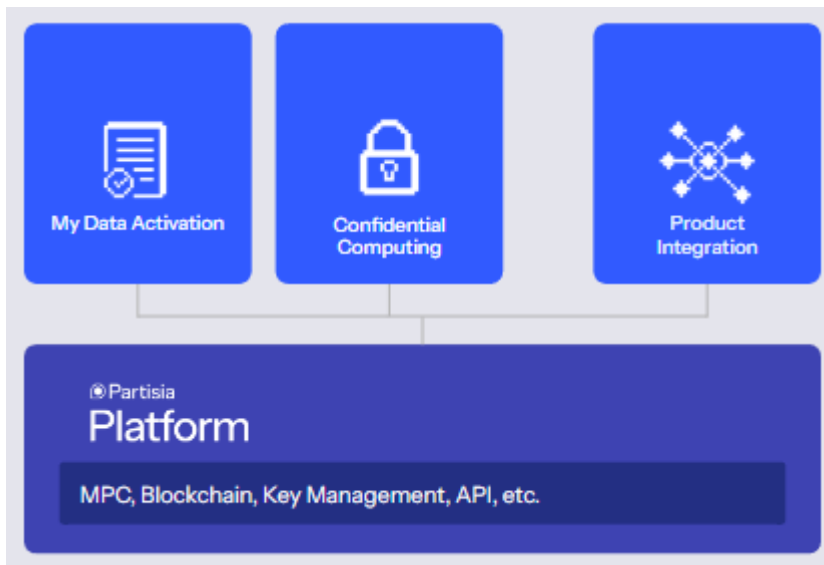 My Data Activation
Confidential
Computing
Product
Integration
Partisia
Platform
MPC, Blockchain, Key Management, API, etc.